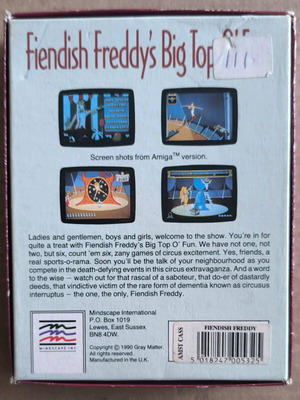 Fiendish Freddy's Big Top O'F
Screen shots from Amiga™ version.
Ladies and gentlemen, boys and girls, welcome to the show. You're in for
quite a treat with Fiendish Freddy's Big Top O' Fun. We have not one, not
two, but six, count 'em six, zany games of circus excitement. Yes, friends, a
real sports-o-rama. Soon you'll be the talk of your neighbourhood as you
compete in the death-defying events in this circus extravaganza. And a word
to the wise – watch out for that rascal of a saboteur, that do-er of dastardly
deeds, that vindictive victim of the rare form of dementia known as circusus
interruptus – the one, the only, Fiendish Freddy.
MINDSCAPE INC
Mindscape International
P.O. Box 1019
Lewes, East Sussex
BN8 4DW.
© 1990 Gray Matter.
All rights reserved.
Manufactured in the U.K.
FIENDISH FREDDY
AMST CASS
5 018247 005325